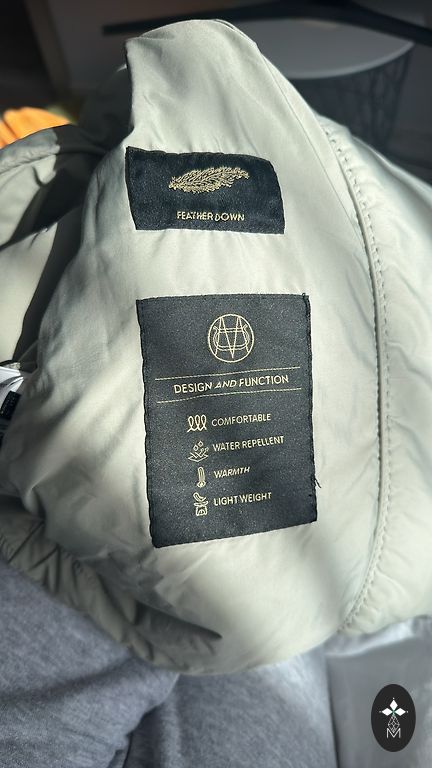 FEATHER DOWN
DESIGN AND FUNCTION
COMFORTABLE
WATER REPELLENT
WARMTH
LIGHT WEIGHT
M